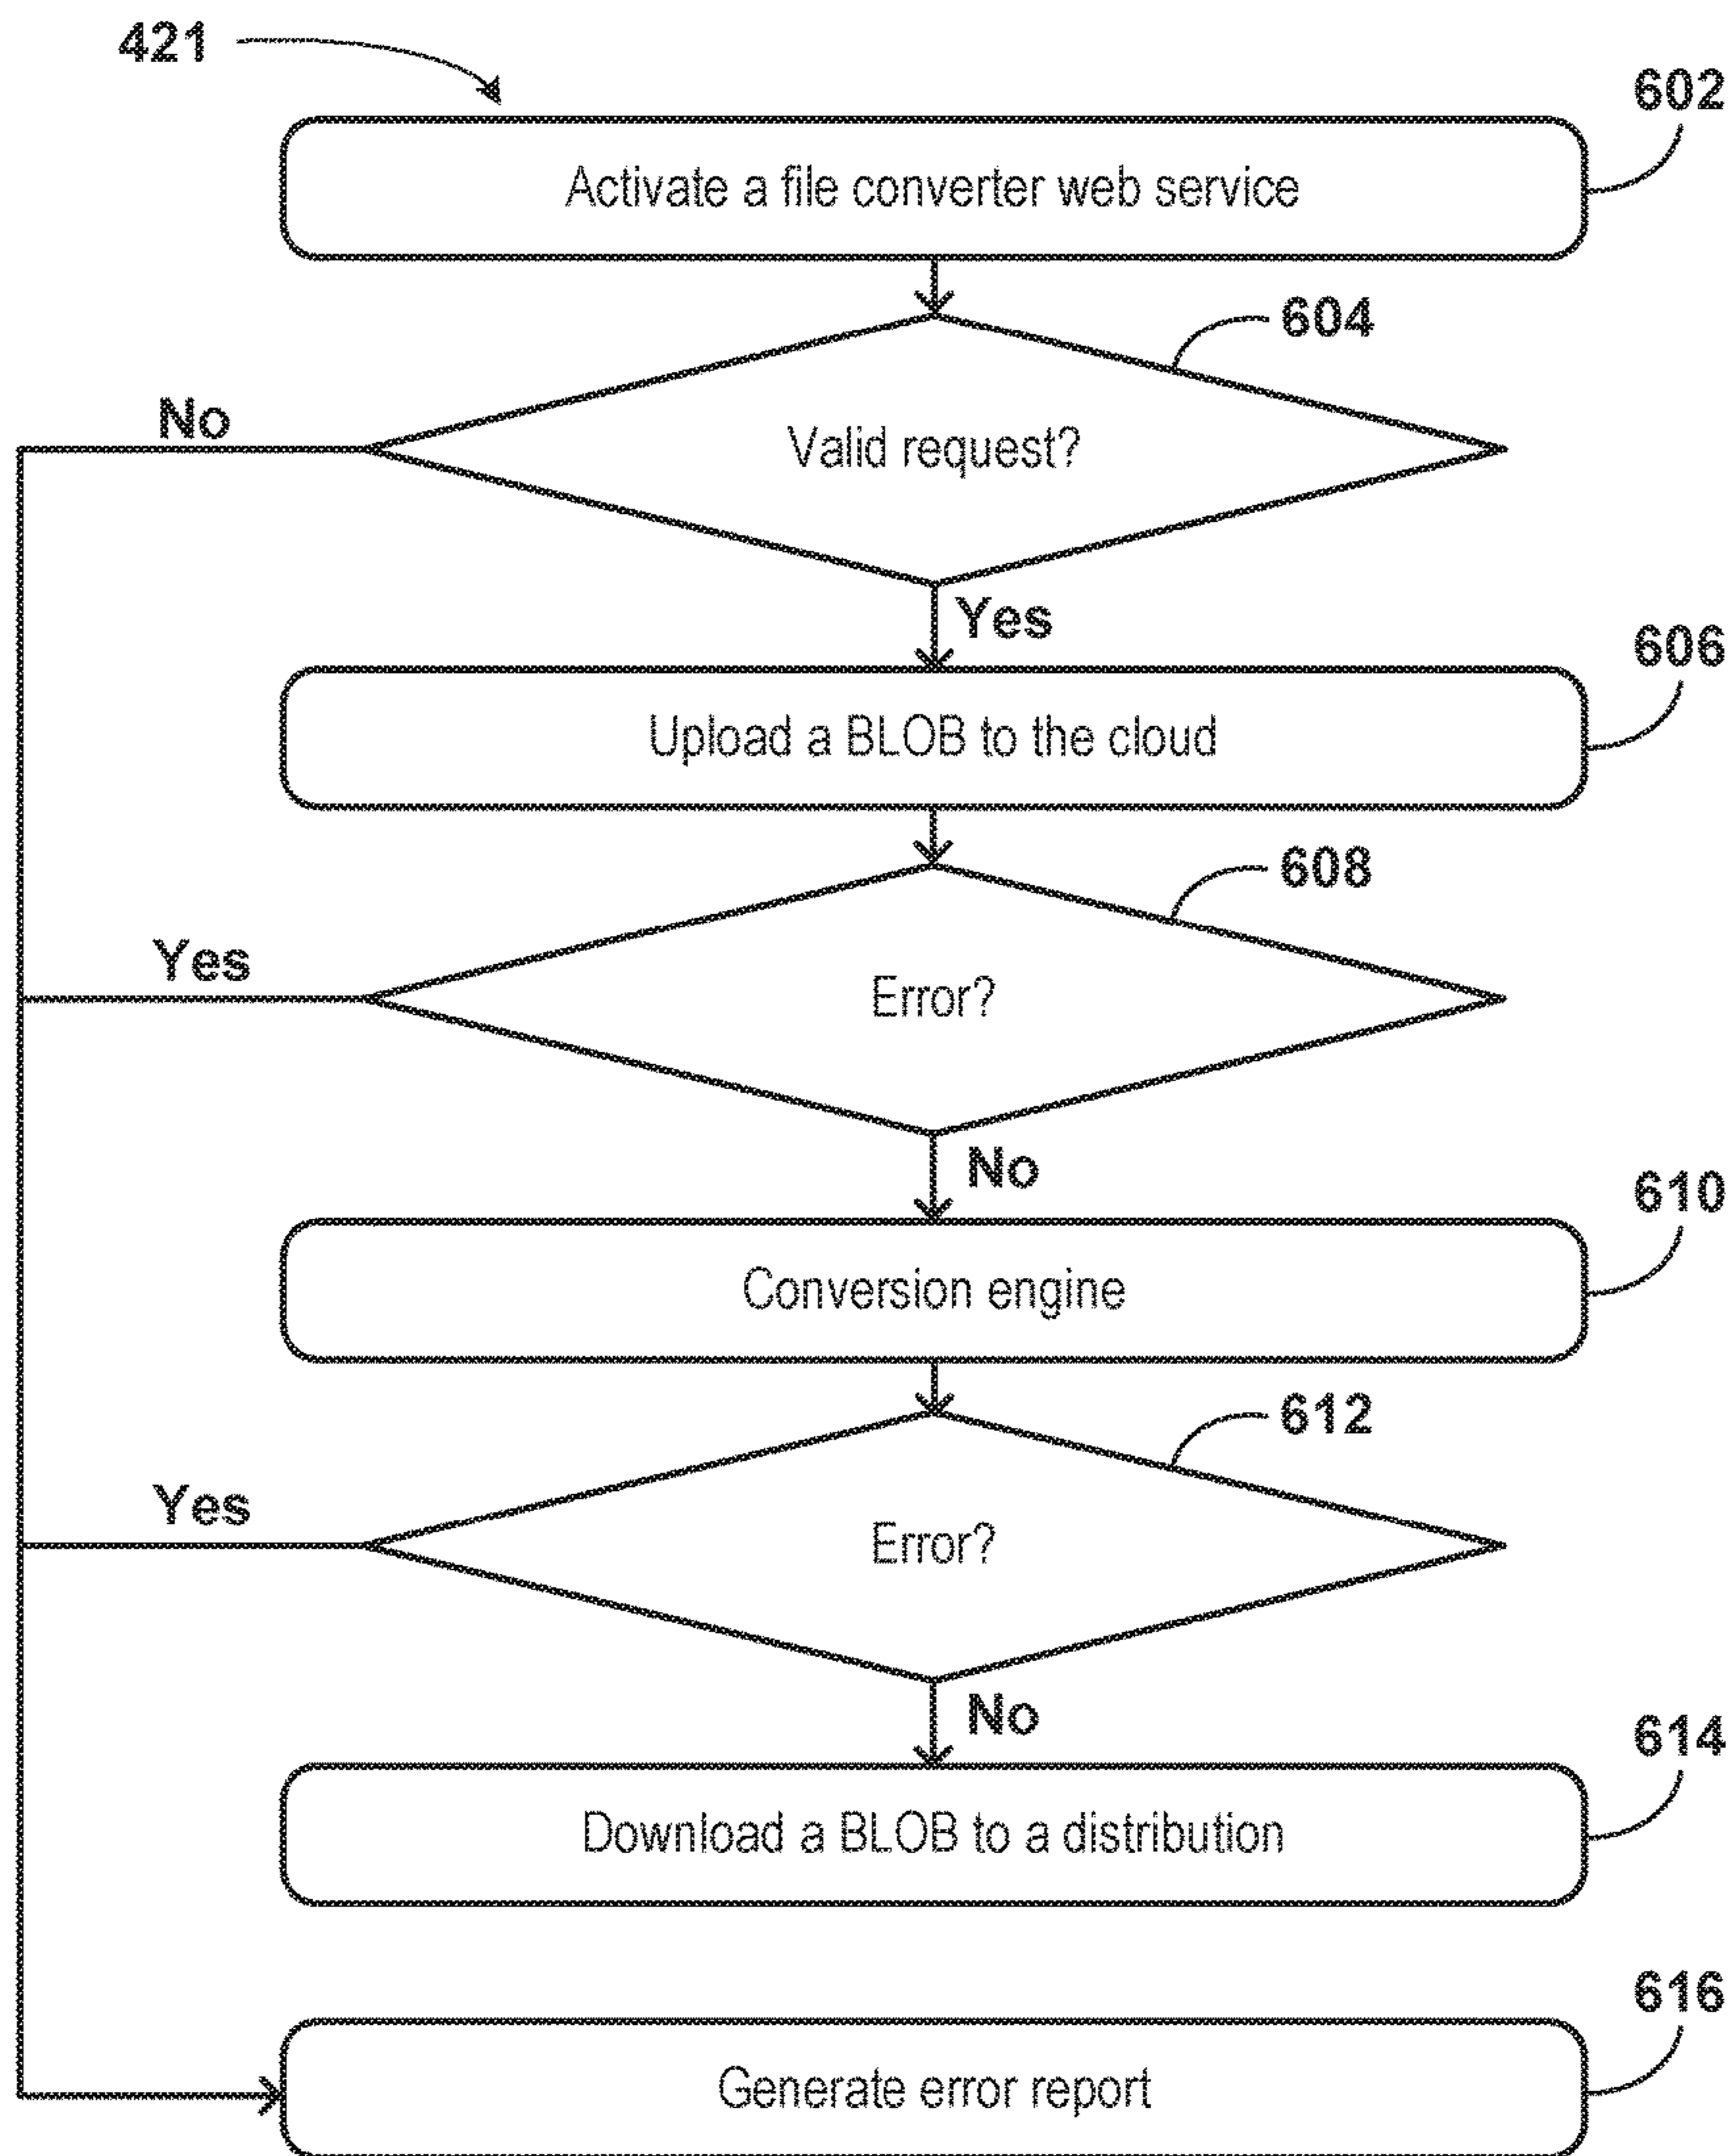 421
602
Activate a file converter web service
604
No
Valid request?
Yes
606
Upload a BLOB to the cloud
608
Yes
Error?
No
610
Conversion engine
612
Yes
Error?
No
614
Download a BLOB to a distribution
616
Generate error report